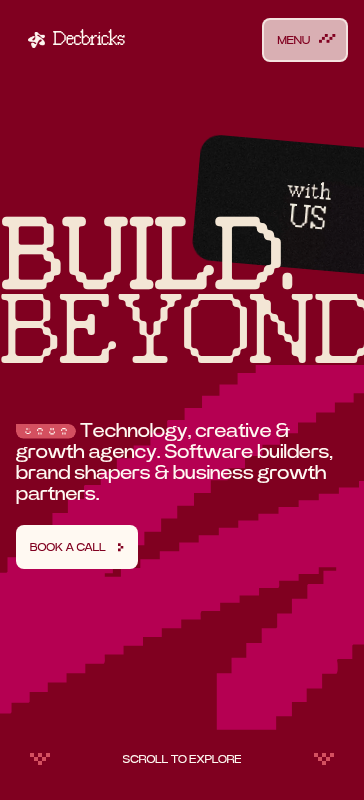 Decbricks
MENU
with
US
BUILD.
BEYOND
Technology, creative &
growth agency. Software builders,
brand shapers & business growth
partners.
BOOK A CALL
SCROLL TO EXPLORE